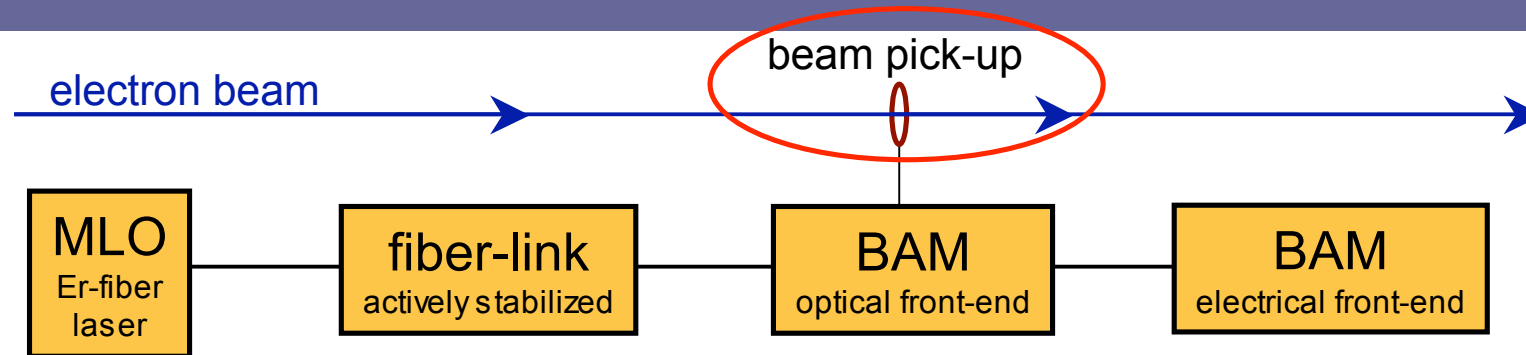 beam pick-up
electron beam
MLO
Er-fiber
laser
fiber-link
actively stabilized
BAM
optical front-end
BAM
electrical front-end